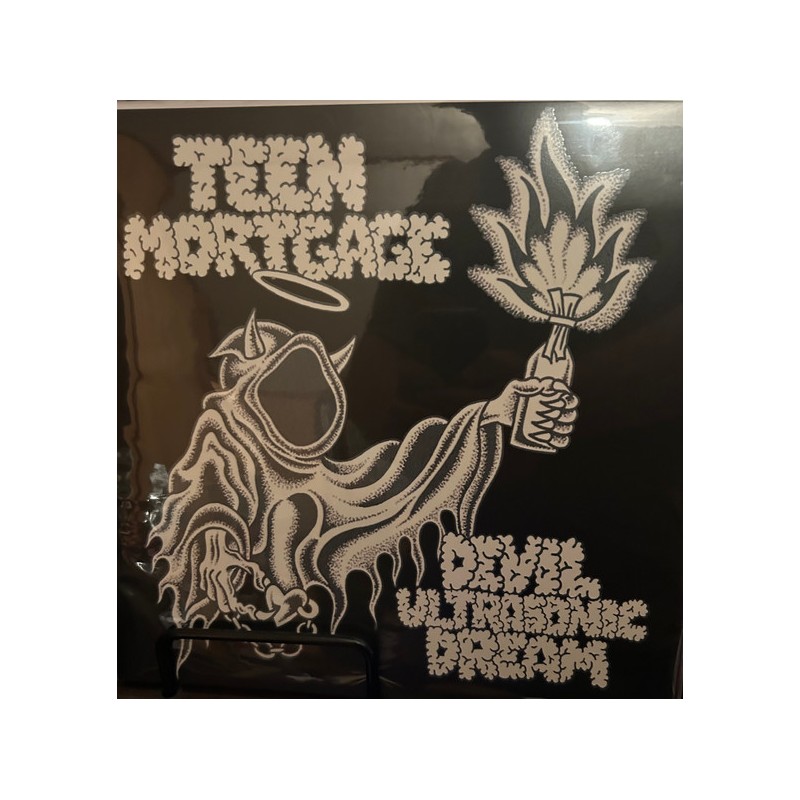 TEEN
MORTGAGE
DEVIL
ULTRASONIC
DREAM